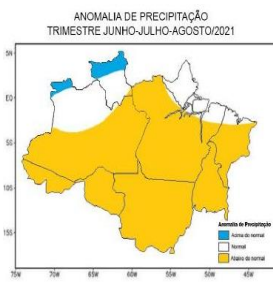 ANOMALIA DE PRECIPITAÇÃO
TRIMESTRE JUNHO-JULHO-AGOSTO/2021
5N
EQ
5S
10S
15S
75W
70W
65W
60W
55W
50W
45W
Anomalia de Precipitação
Acima do normal
Normal
Abaixo do normal